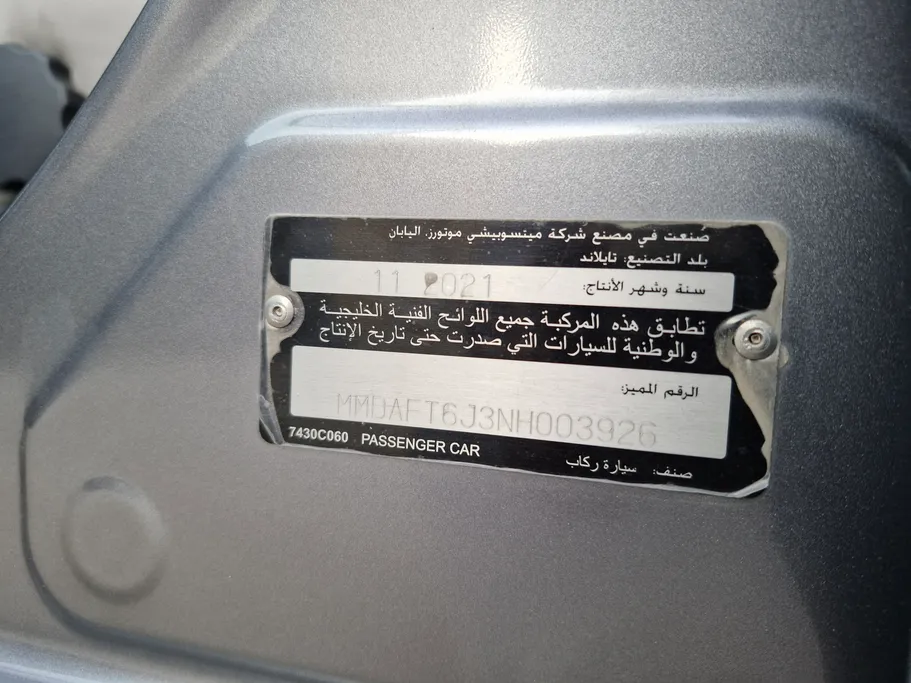 صُنعت في مصنع شركة ميتسوبيشي موتورز. اليابان
بلد التصنيع: تايلاند
سنة وشهر الأنتاج: 11 2021
تطابق هذه المركبة جميع اللوائح الفنية الخليجية
والوطنية للسيارات التي صدرت حتى تاريخ الإنتاج
الرقم المميز:
MMDAFT6J3NH003926
7430C060 PASSENGER CAR صنف: سيارة ركاب